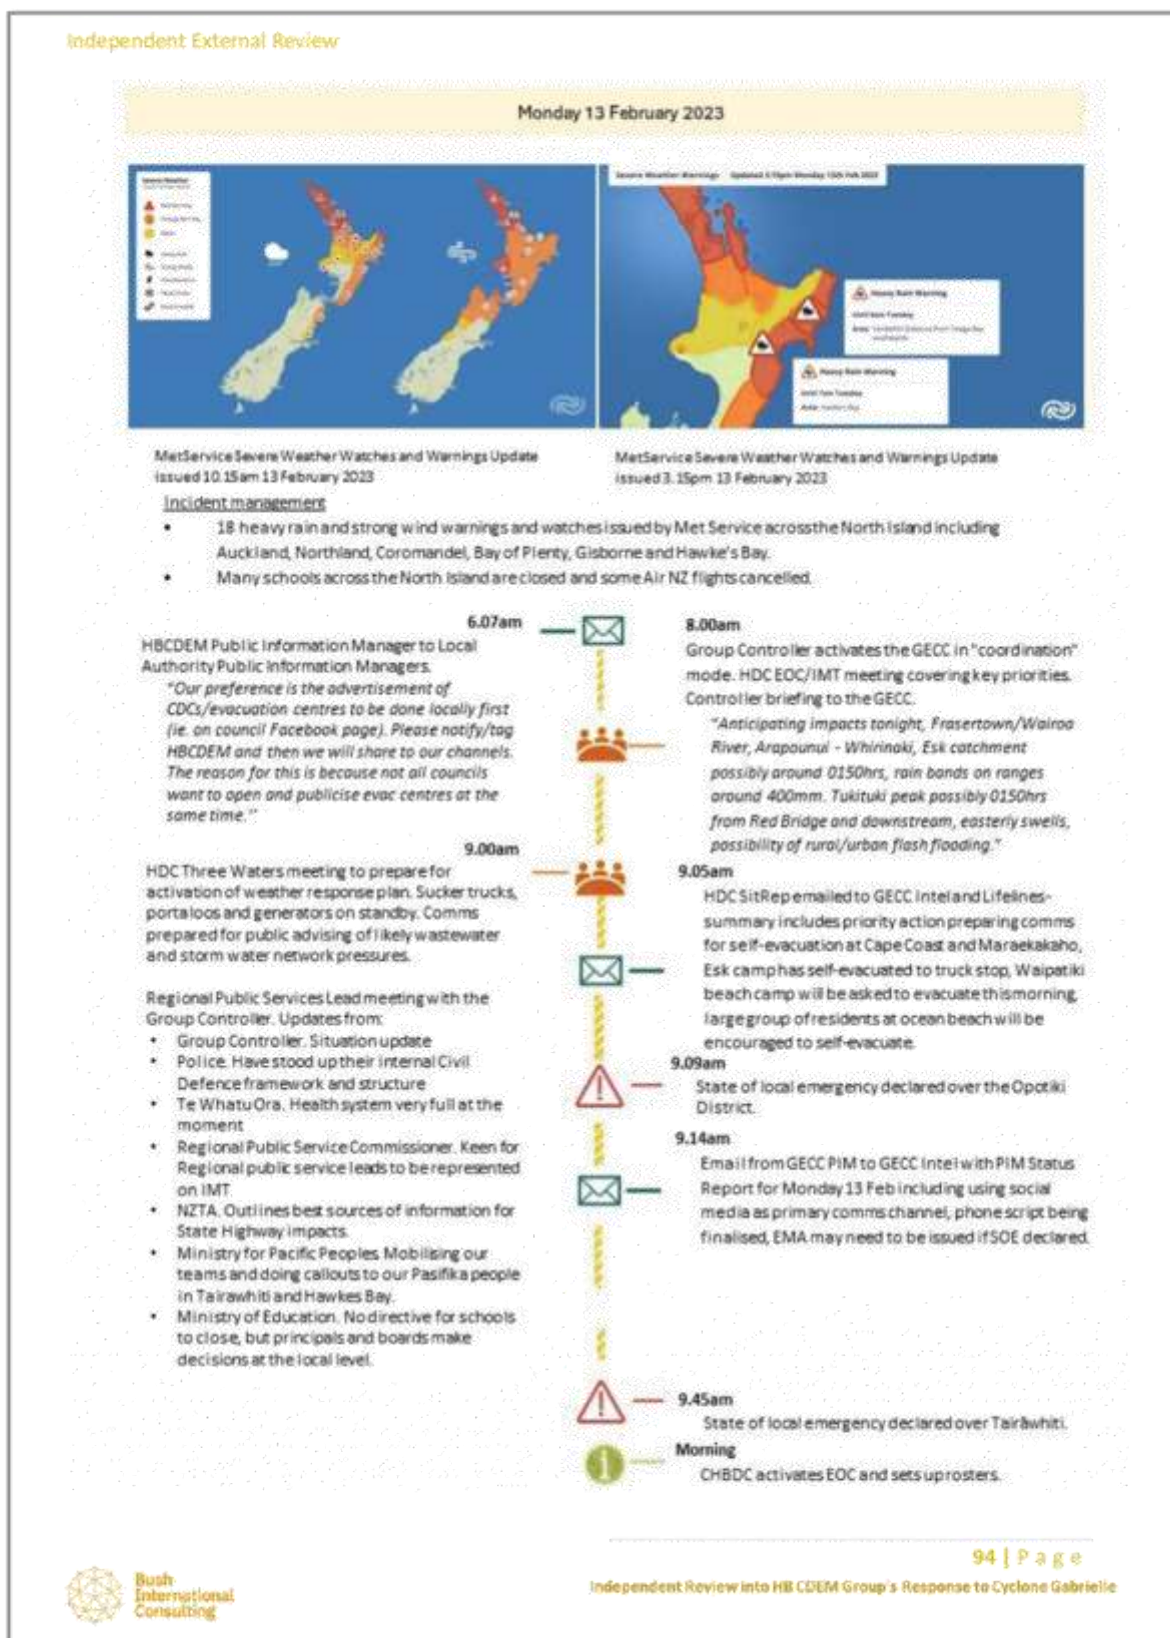 Independent External Review
Monday 13 February 2023
Severe Weather
Severe Weather Warnings Updated 3:15pm Monday 13th Feb 2023
Heavy Rain Warning
Heavy Rain Warning
MetService Severe Weather Watches and Warnings Update
issued 10.15am 13 February 2023
MetService Severe Weather Watches and Warnings Update
issued 3.15pm 13 February 2023
Incident management
• 18 heavy rain and strong wind warnings and watches issued by Met Service across the North Island including
Auckland, Northland, Coromandel, Bay of Plenty, Gisborne and Hawke's Bay.
• Many schools across the North Island are closed and some Air NZ flights cancelled.
6.07am
HBCDEM Public Information Manager to Local
Authority Public Information Managers.
"Our preference is the advertisement of
CDCs/evacuation centres to be done locally first
(ie. on council Facebook page). Please notify/tag
HBCDEM and then we will share to our channels.
The reason for this is because not all councils
want to open and publicise evac centres at the
same time."
8.00am
Group Controller activates the GECC in "coordination"
mode. HDC EOC/IMT meeting covering key priorities.
Controller briefing to the GECC.
"Anticipating impacts tonight, Frasertown/Wairoa
River, Arapounui - Whirinaki, Esk catchment
possibly around 0150hrs, rain bands on ranges
around 400mm. Tukituki peak possibly 0150hrs
from Red Bridge and downstream, easterly swells,
possibility of rural/urban flash flooding."
9.00am
HDC Three Waters meeting to prepare for
activation of weather response plan. Sucker trucks,
portaloos and generators on standby. Comms
prepared for public advising of likely wastewater
and storm water network pressures.
Regional Public Services Lead meeting with the
Group Controller. Updates from:
• Group Controller. Situation update
• Police. Have stood up their internal Civil
Defence framework and structure
• Te Whatu Ora. Health system very full at the
moment
• Regional Public Service Commissioner. Keen for
Regional public service leads to be represented
on IMT
• NZTA. Outlines best sources of information for
State Highway impacts.
• Ministry for Pacific Peoples. Mobilising our
teams and doing callouts to our Pasifika people
in Tairawhiti and Hawkes Bay.
• Ministry of Education. No directive for schools
to close, but principals and boards make
decisions at the local level.
9.05am
HDC SitRep emailed to GECC Intel and Lifelines-
summary includes priority action preparing comms
for self-evacuation at Cape Coast and Maraekakaho,
Esk camp has self-evacuated to truck stop, Waipatiki
beach camp will be asked to evacuate this morning,
large group of residents at ocean beach will be
encouraged to self-evacuate.
9.09am
State of local emergency declared over the Opotiki
District.
9.14am
Email from GECC PIM to GECC Intel with PIM Status
Report for Monday 13 Feb including using social
media as primary comms channel, phone script being
finalised, EMA may need to be issued if SOE declared.
9.45am
State of local emergency declared over Tairāwhiti.
Morning
CHBDC activates EOC and sets up rosters.
94 | Page
Independent Review into HB CDEM Group's Response to Cyclone Gabrielle
Bush
International
Consulting